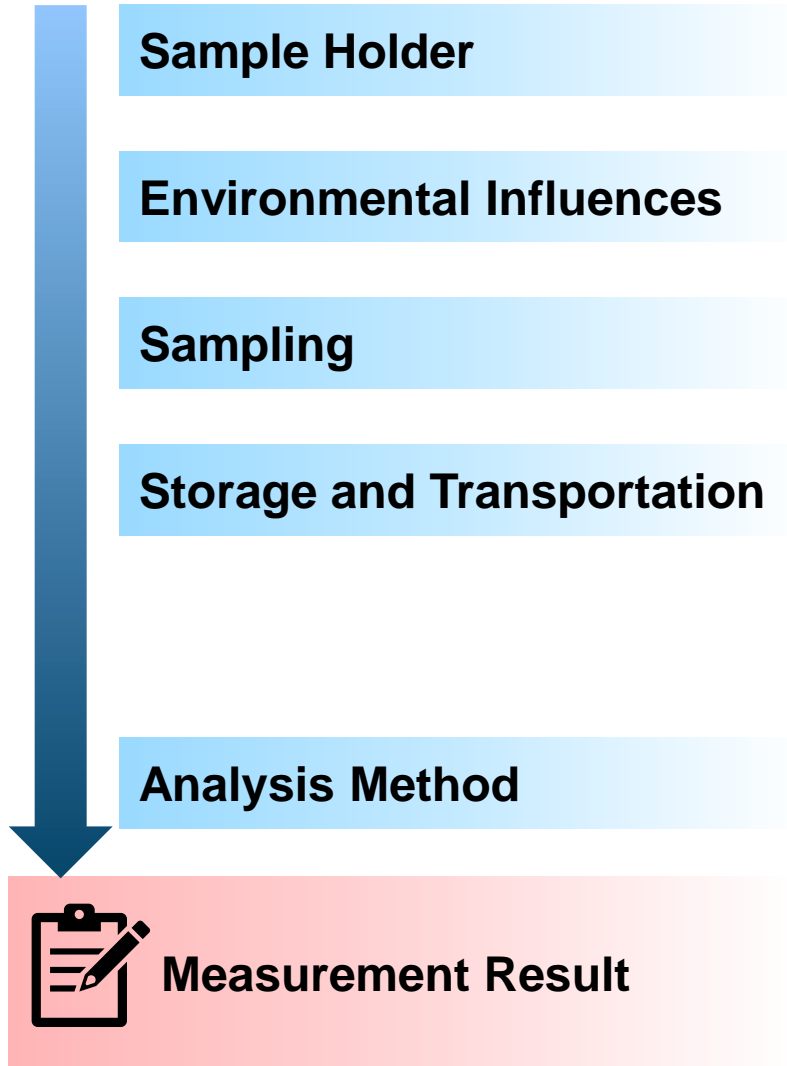 Sample Holder
Environmental Influences
Sampling
Storage and Transportation
Analysis Method
Measurement Result